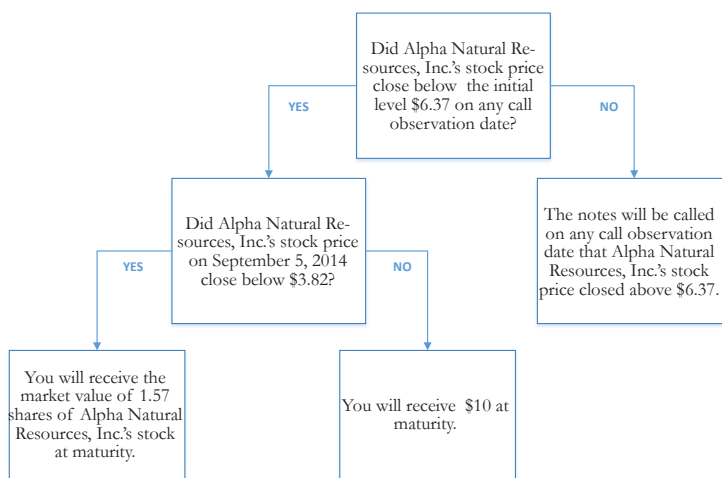 Did Alpha Natural Re-
sources, Inc.'s stock price
close below the initial
level $6.37 on any call
observation date?
YES
NO
Did Alpha Natural Re-
sources, Inc.'s stock price
on September 5, 2014
close below $3.82?
The notes will be called
on any call observation
date that Alpha Natural
Resources, Inc.'s stock
price closed above $6.37.
YES
NO
You will receive the
market value of 1.57
shares of Alpha Natural
Resources, Inc.'s stock
at maturity.
You will receive $10 at
maturity.